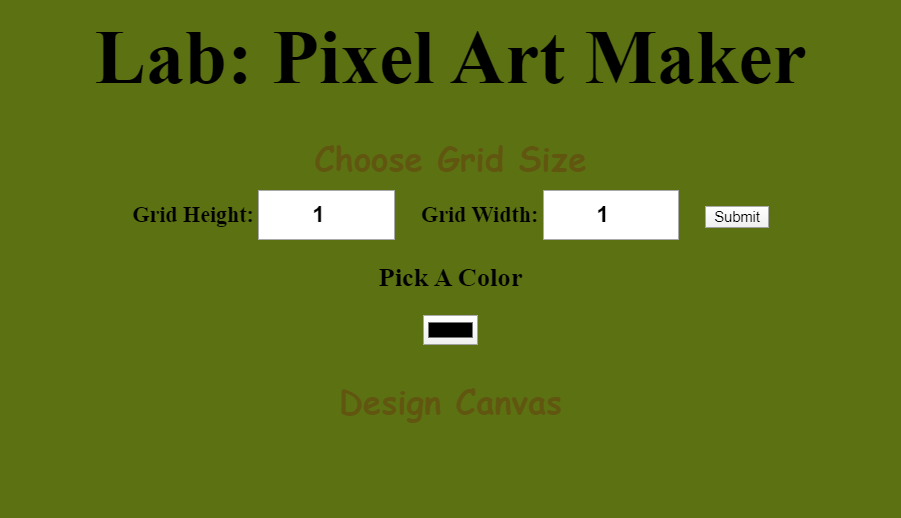 Lab: Pixel Art Maker
Choose Grid Size
Grid Height: 1 Grid Width: 1 Submit
Pick A Color
Design Canvas